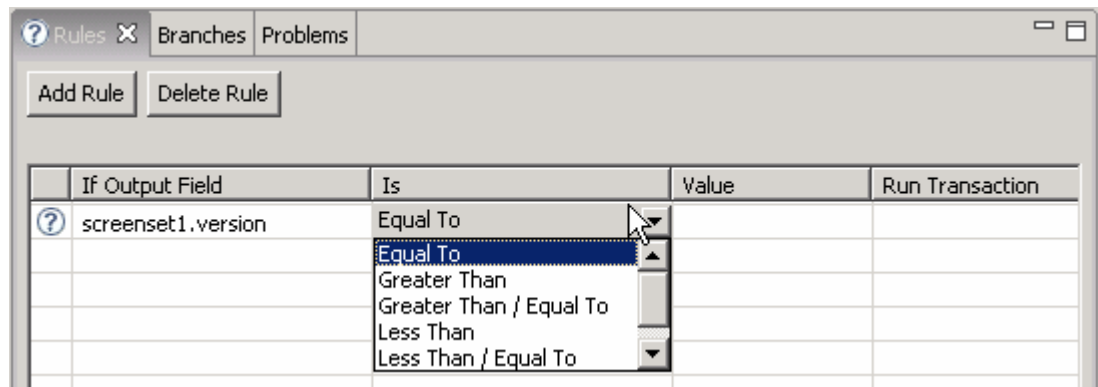 Rules Branches Problems
Add Rule Delete Rule
If Output Field Is Value Run Transaction
screenset1.version Equal To
Equal To
Greater Than
Greater Than / Equal To
Less Than
Less Than / Equal To